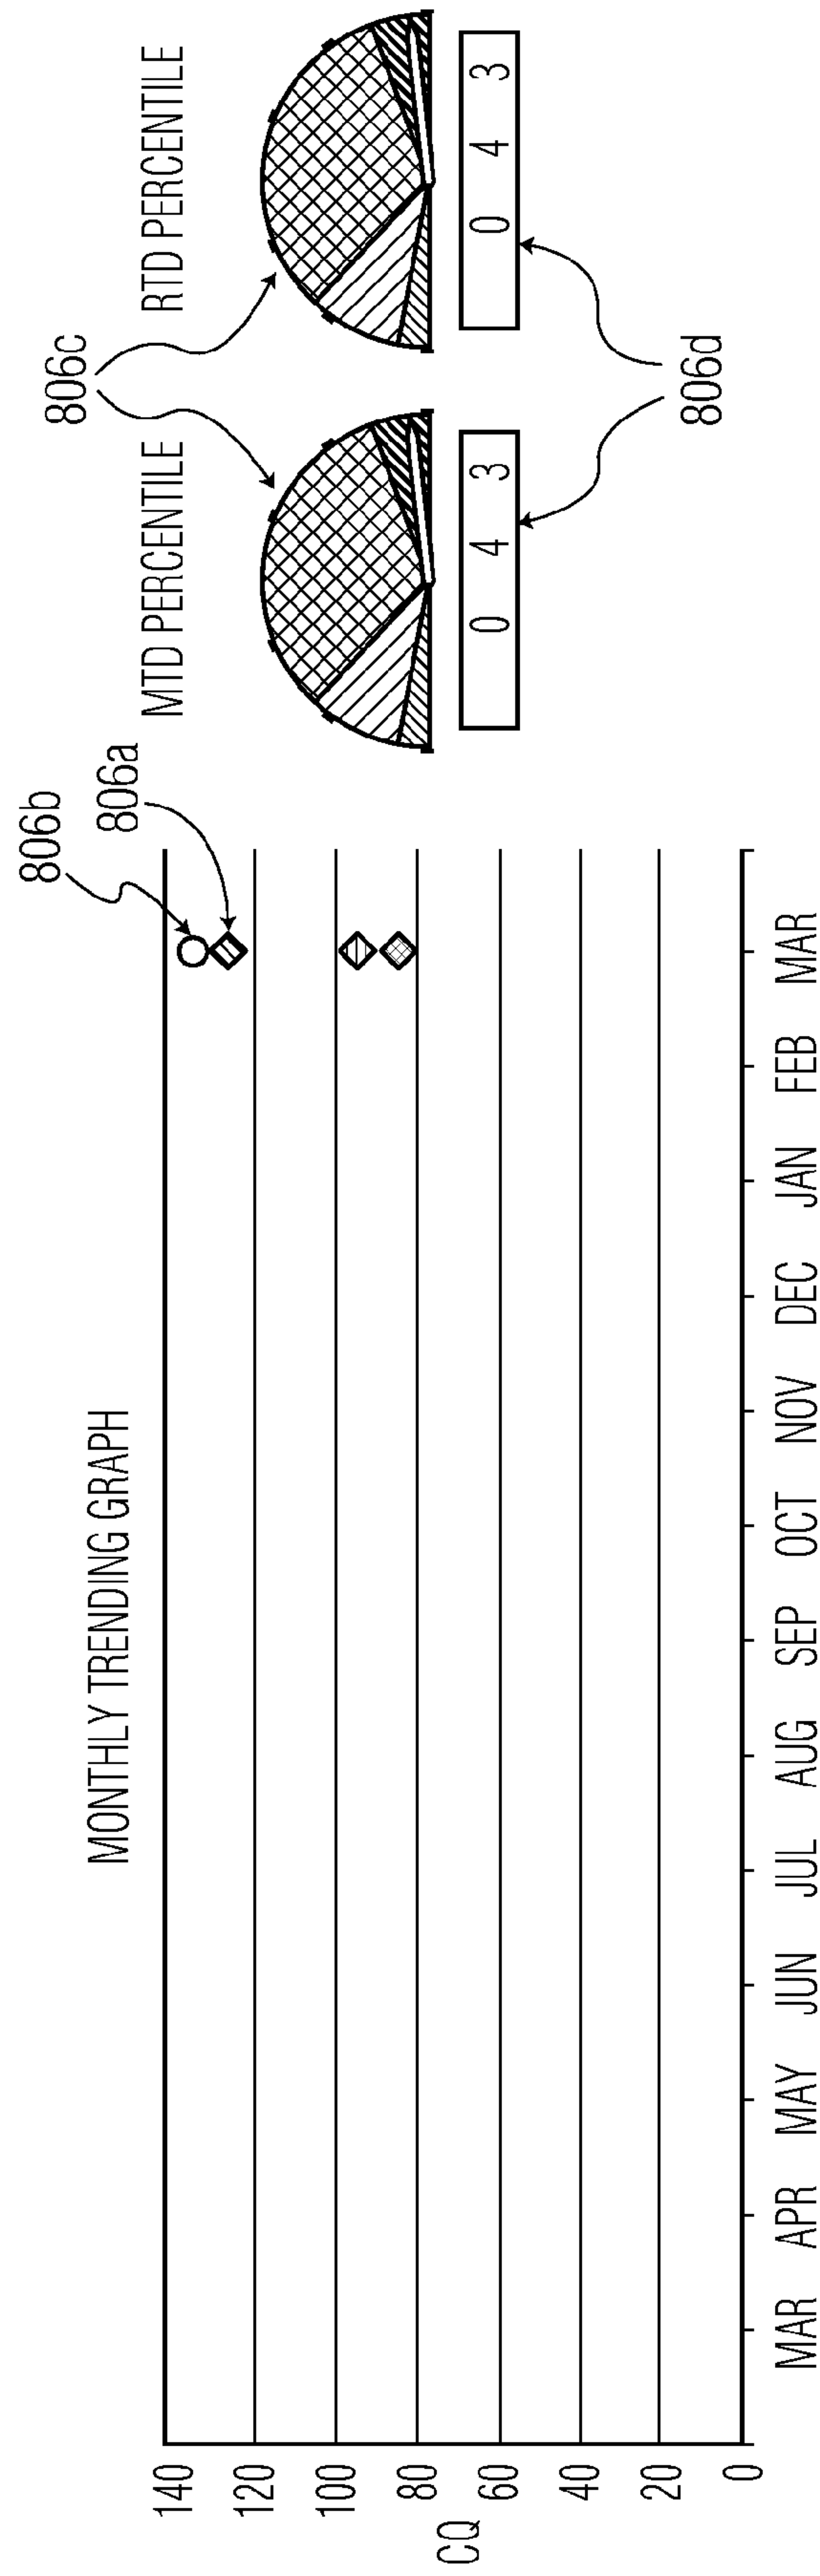 MONTHLY TRENDING GRAPH
140
120
100
80
60
40
20
0
CQ
MAR APR MAY JUN JUL AUG SEP OCT NOV DEC JAN FEB MAR
806b
806a
806c
MTD PERCENTILE
RTD PERCENTILE
0 4 3
0 4 3
806d